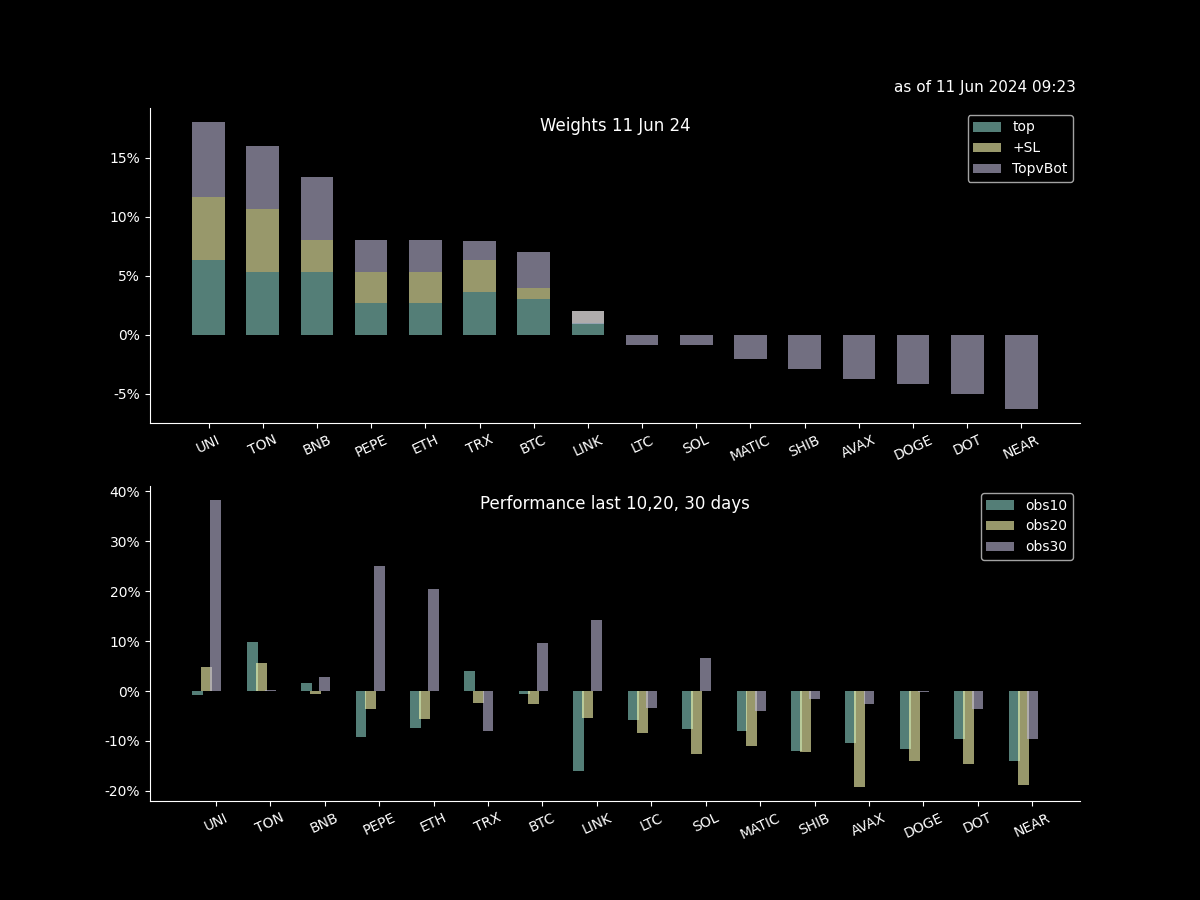 as of 11 Jun 2024 09:23
Weights 11 Jun 24
top
+SL
TopvBot
15%
10%
5%
0%
-5%
UNI TON BNB PEPE ETH TRX BTC LINK LTC SOL MATIC SHIB AVAX DOGE DOT NEAR
Performance last 10,20, 30 days
obs10
obs20
obs30
40%
30%
20%
10%
0%
-10%
-20%
UNI TON BNB PEPE ETH TRX BTC LINK LTC SOL MATIC SHIB AVAX DOGE DOT NEAR